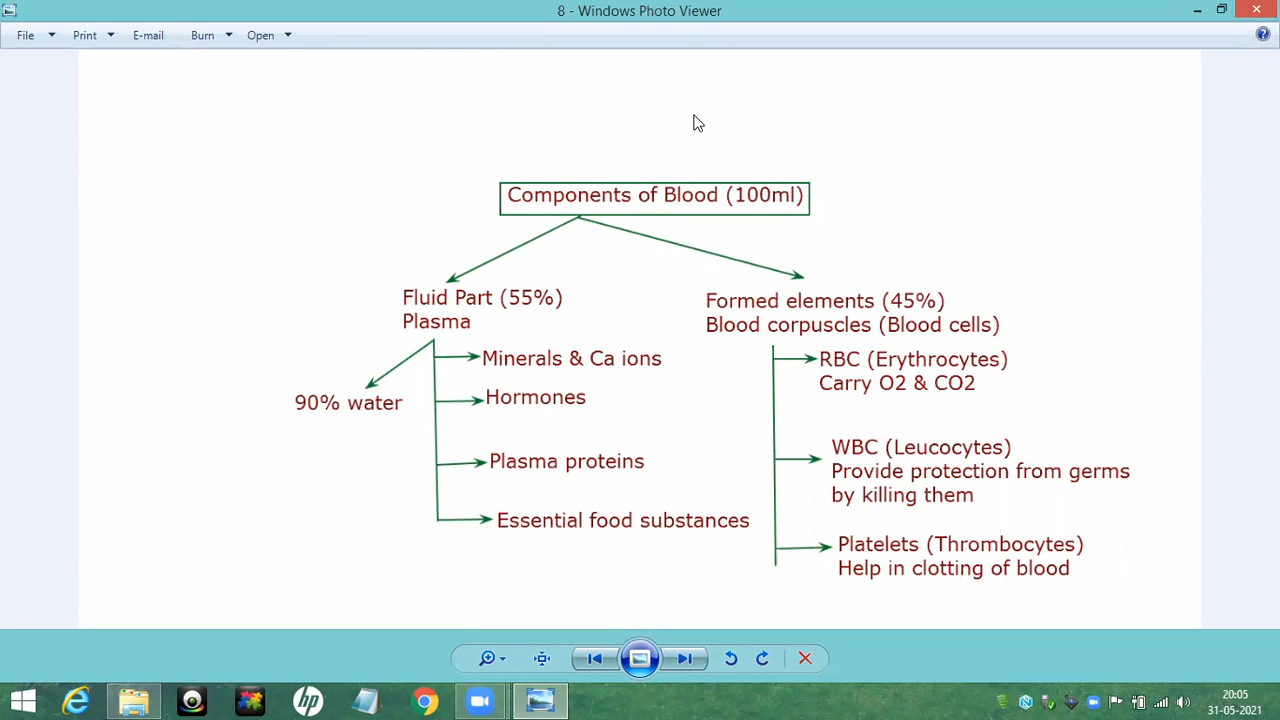 8 - Windows Photo Viewer
File Print E-mail Burn Open
Components of Blood (100ml)
Fluid Part (55%)
Plasma
90% water
Minerals & Ca ions
Hormones
Plasma proteins
Essential food substances
Formed elements (45%)
Blood corpuscles (Blood cells)
RBC (Erythrocytes)
Carry O2 & CO2
WBC (Leucocytes)
Provide protection from germs
by killing them
Platelets (Thrombocytes)
Help in clotting of blood
hp
20:05
31-05-2021